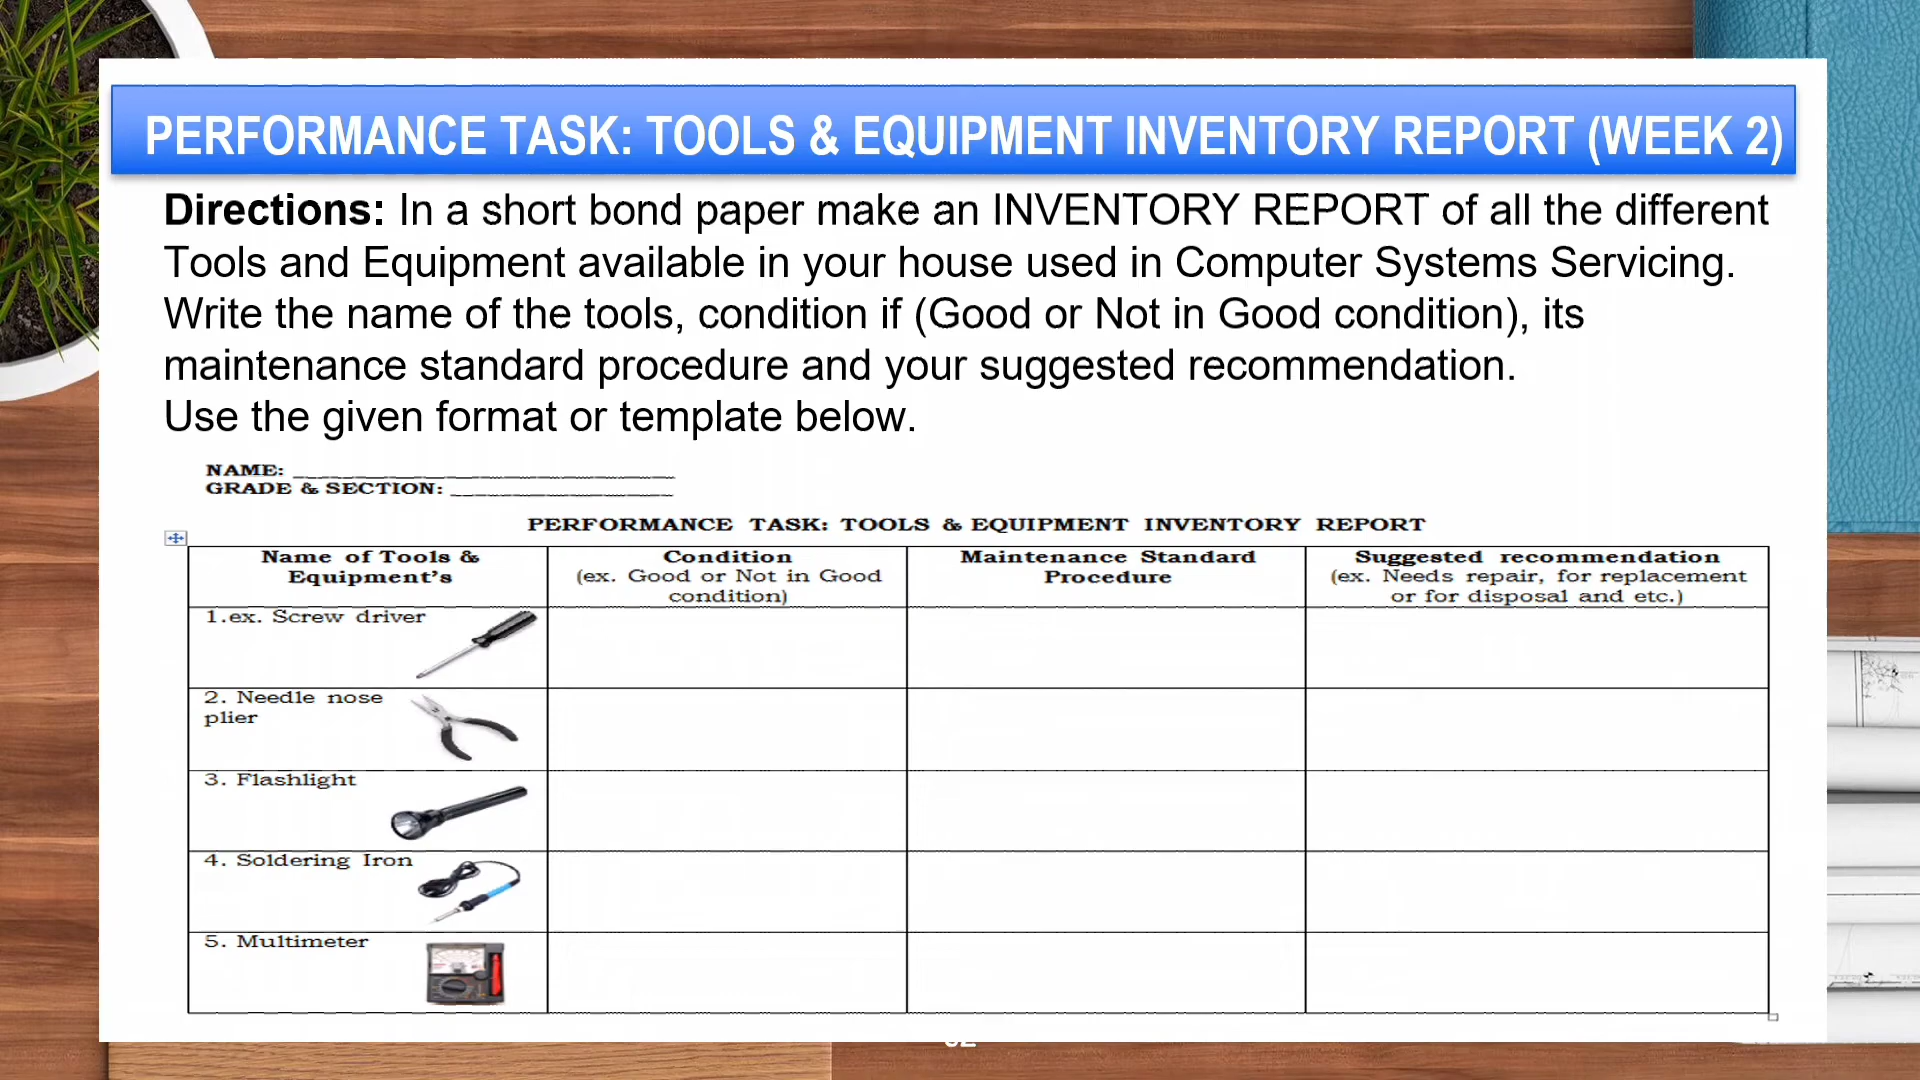 PERFORMANCE TASK: TOOLS & EQUIPMENT INVENTORY REPORT (WEEK 2)
Directions: In a short bond paper make an INVENTORY REPORT of all the different
Tools and Equipment available in your house used in Computer Systems Servicing.
Write the name of the tools, condition if (Good or Not in Good condition), its
maintenance standard procedure and your suggested recommendation.
Use the given format or template below.
NAME:
GRADE & SECTION:
PERFORMANCE TASK: TOOLS & EQUIPMENT INVENTORY REPORT
Name of Tools &
Equipment's
Condition
(ex. Good or Not in Good
condition)
Maintenance Standard
Procedure
Suggested recommendation
(ex. Needs repair, for replacement
or for disposal and etc.)
1.ex. Screw driver
2. Needle nose
plier
3. Flashlight
4. Soldering Iron
5. Multimeter